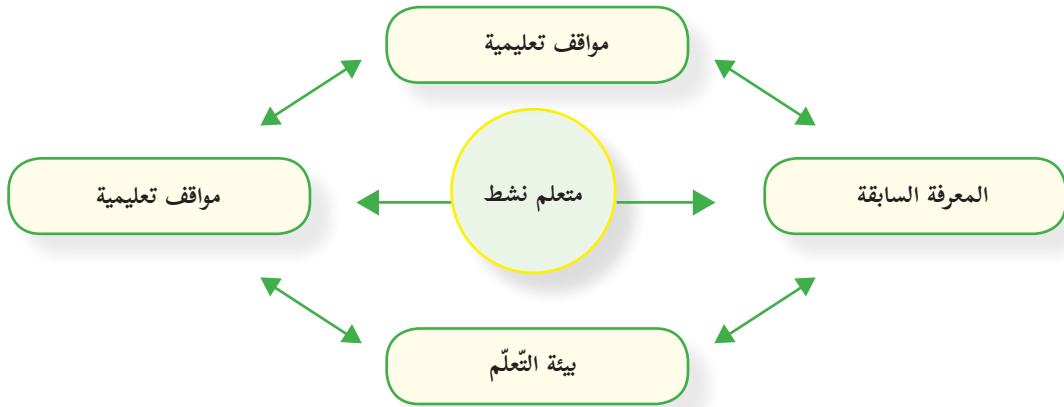 مواقف تعليمية
المعرفة السابقة
متعلم نشط
مواقف تعليمية
بيئة التّعلّم